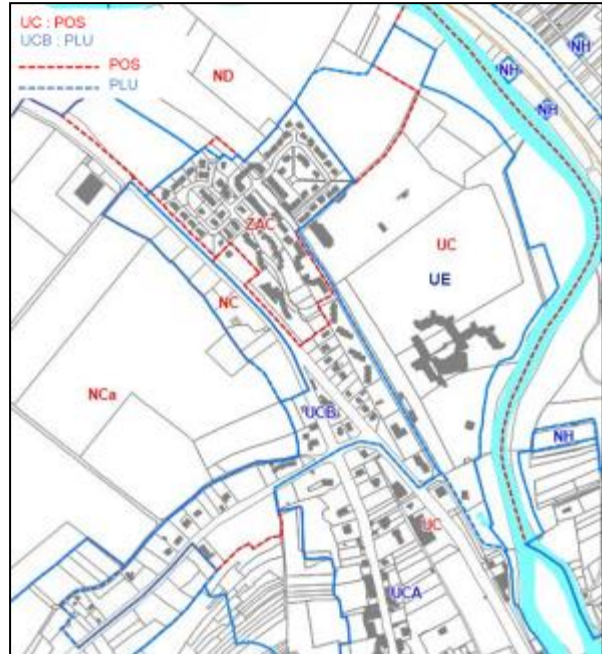 UC : POS
UCB : PLU
POS
PLU
ND
NH
NH
NH
ZAC
UC
UE
NC
NCa
UCB
NH
UC
UCA